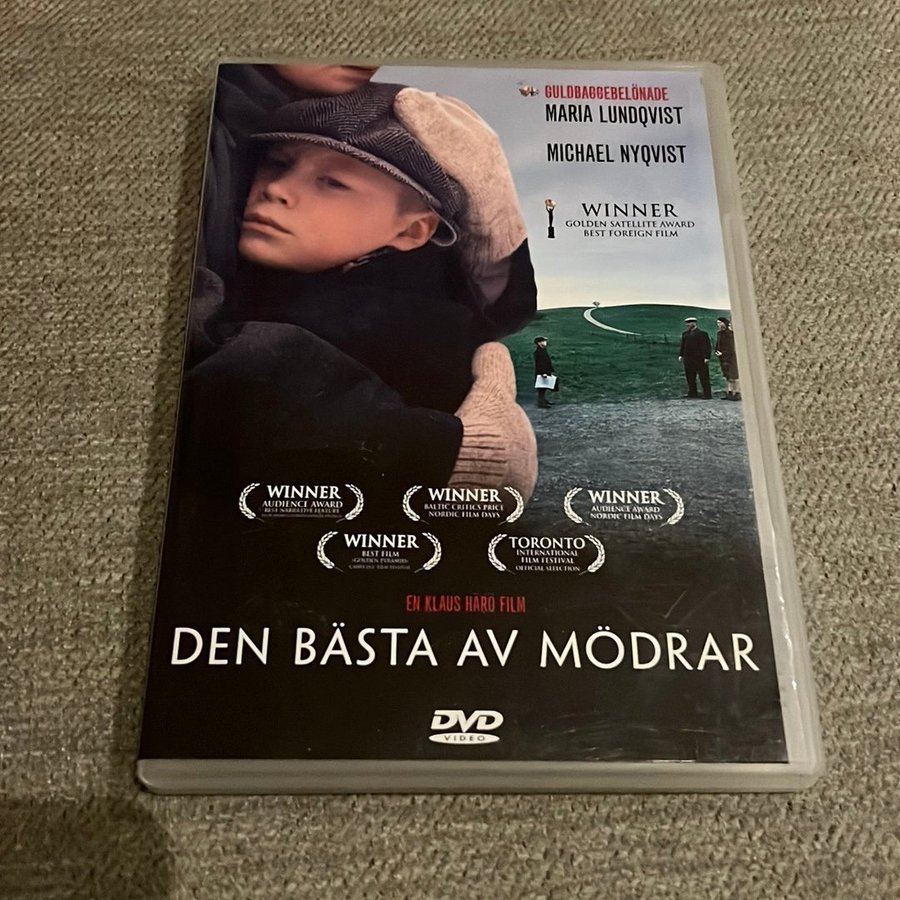 GULDBAGGEBELÖNADE
MARIA LUNDQVIST
MICHAEL NYQVIST
WINNER
GOLDEN SATELLITE AWARD
BEST FOREIGN FILM
WINNER
AUDIENCE AWARD
BEST NARRATIVE FEATURE
WINNER
BALTIC CRITICS PRICE
NORDIC FILM DAYS
WINNER
AUDIENCE AWARD
NORDIC FILM DAYS
WINNER
BEST FILM
TORONTO
INTERNATIONAL
FILM FESTIVAL
OFFICIAL SELECTION
EN KLAUS HÄRÖ FILM
DEN BÄSTA AV MÖDRAR
DVD
VIDEO